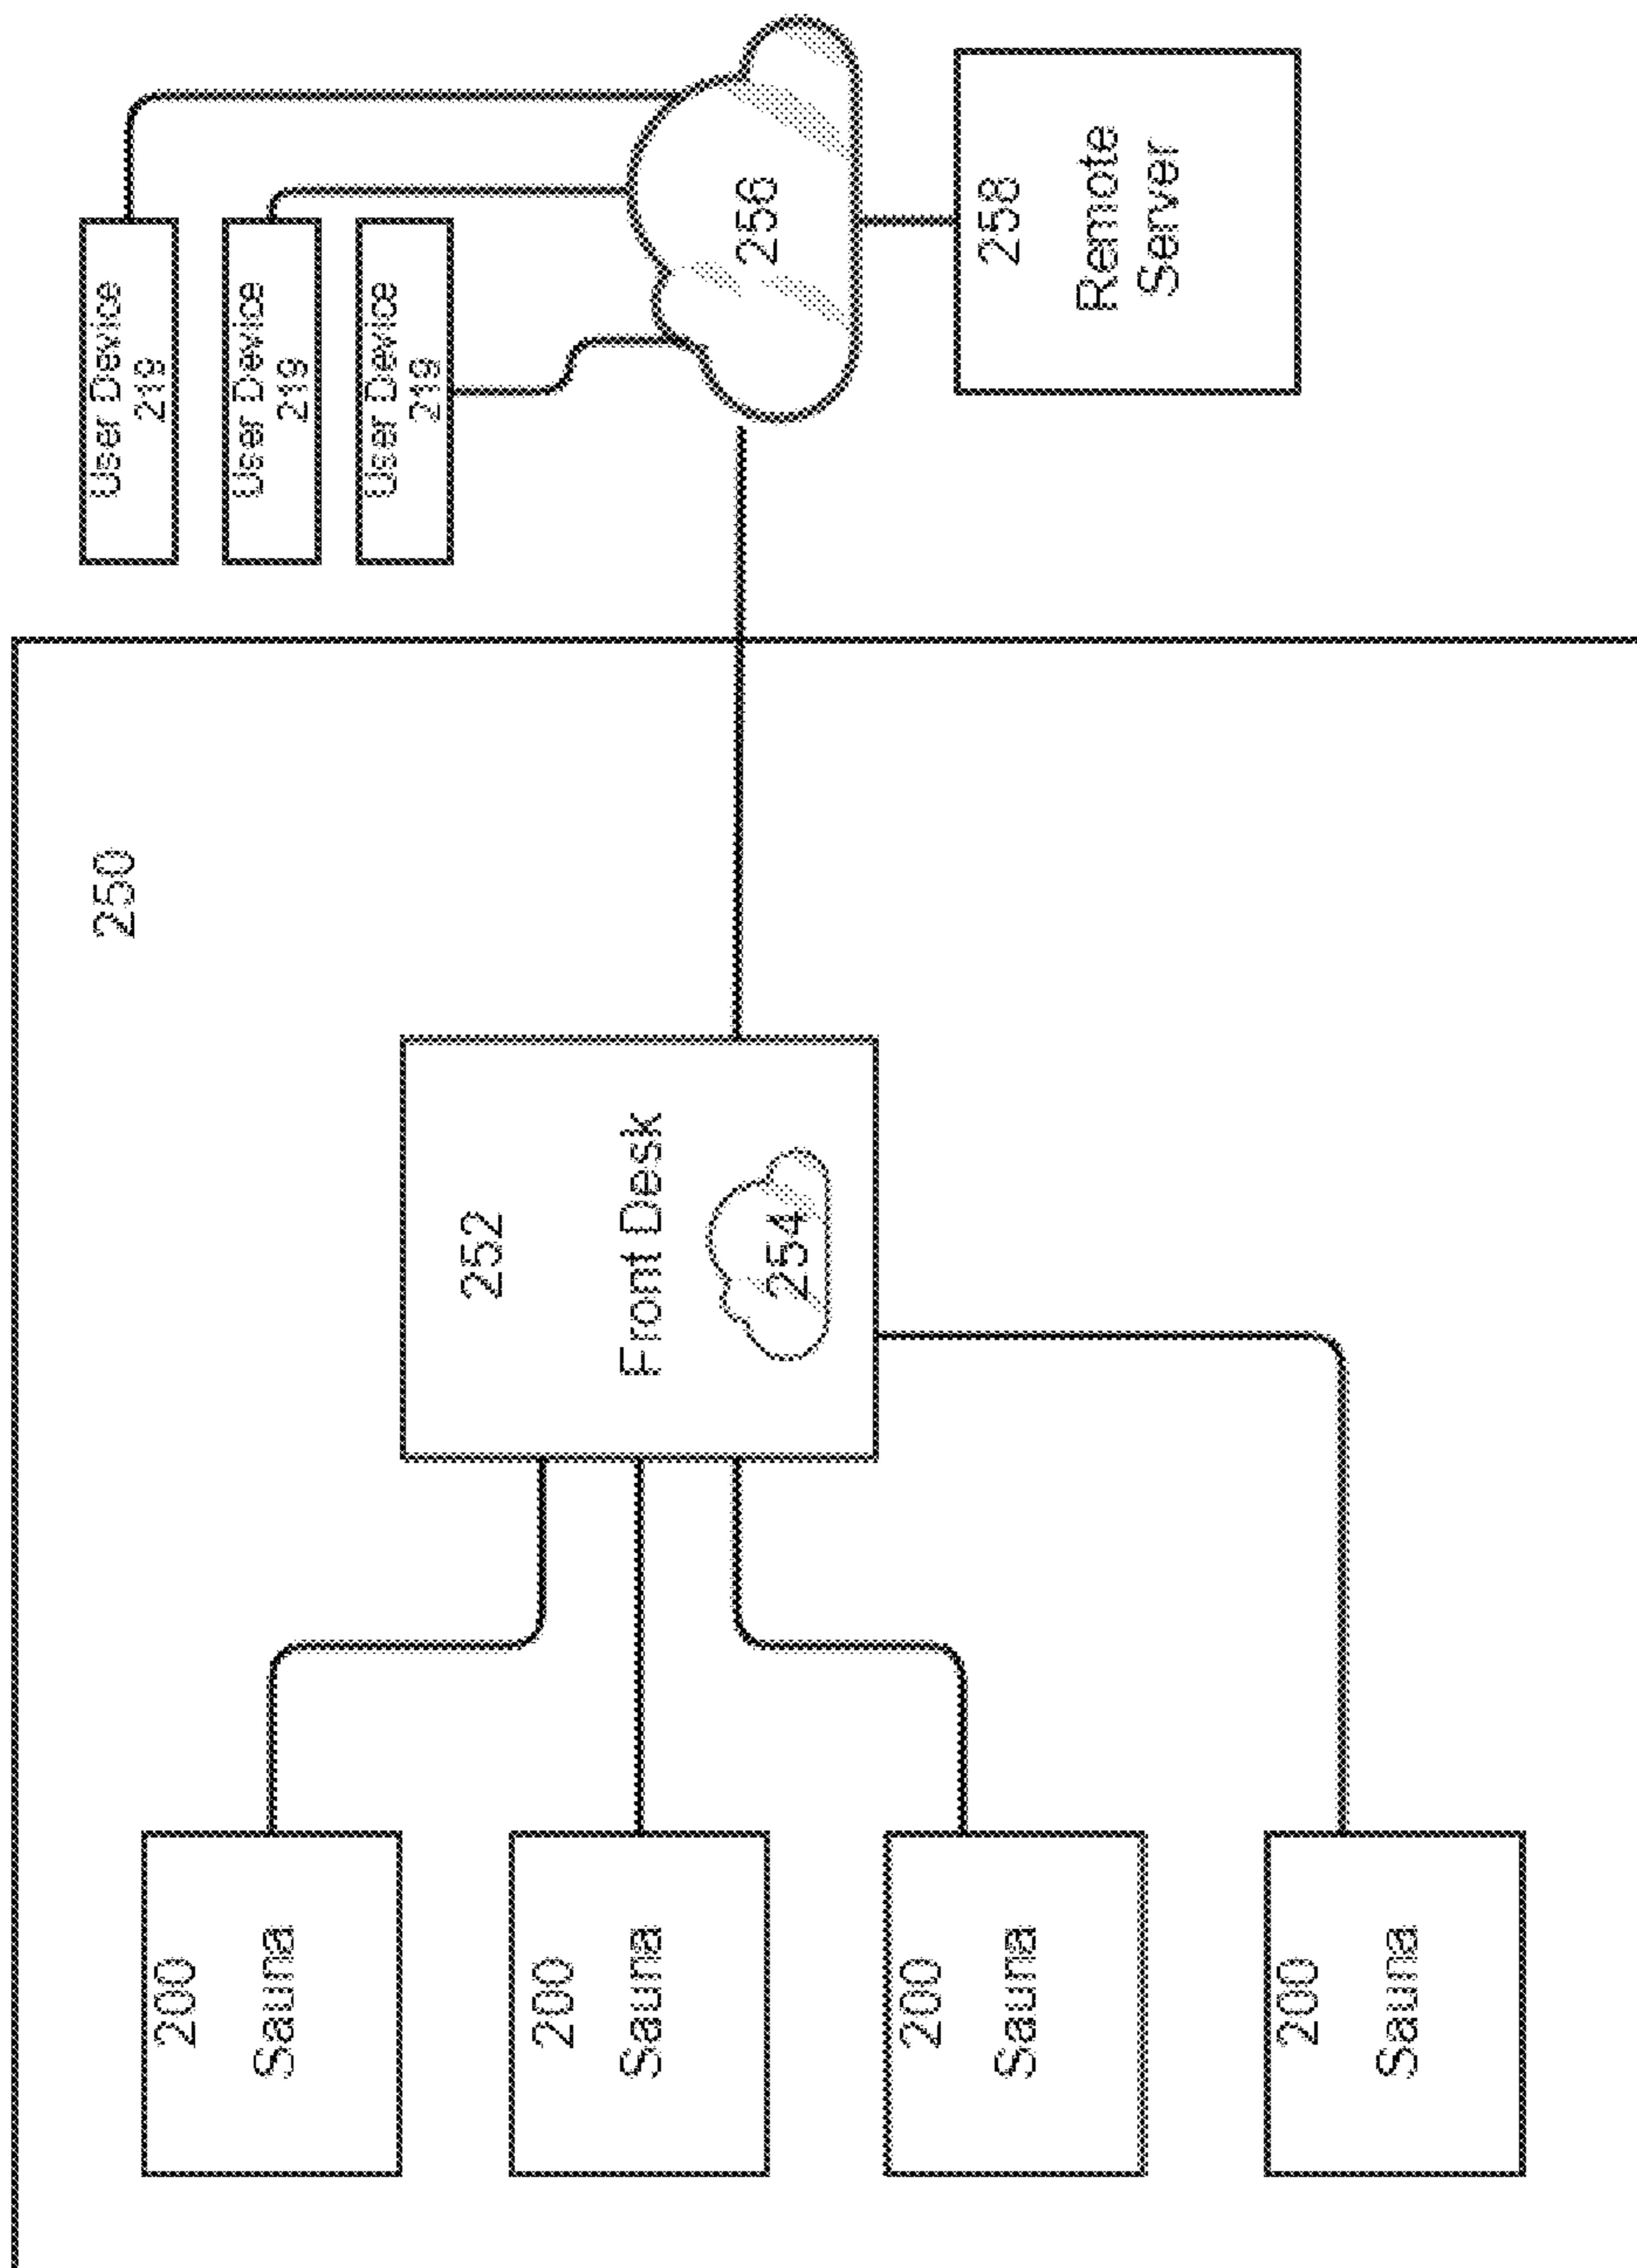 200
Sauna
200
Sauna
200
Sauna
200
Sauna
252
Front Desk
254
250
User Device
219
User Device
219
User Device
219
256
258
Remote
Server